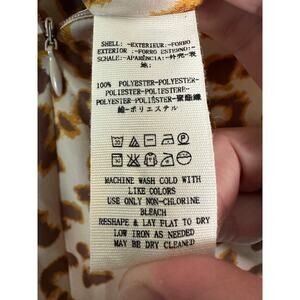 SHELL: -EXTERIEUR:-FORRO
EXTERIOR:-FORRO ESTERNO:-
SCHALE:-APARÊNCIA:-外壳-表
地:
100% POLYESTER-POLYESTER-
POLIESTER-POLIESTERE-
POLYESTER-POLIÉSTER-聚酯纖
維-ポリエステル
MACHINE WASH COLD WITH
LIKE COLORS
USE ONLY NON-CHLORINE
BLEACH
RESHAPE & LAY FLAT TO DRY
LOW IRON AS NEEDED
MAY BE DRY CLEANED